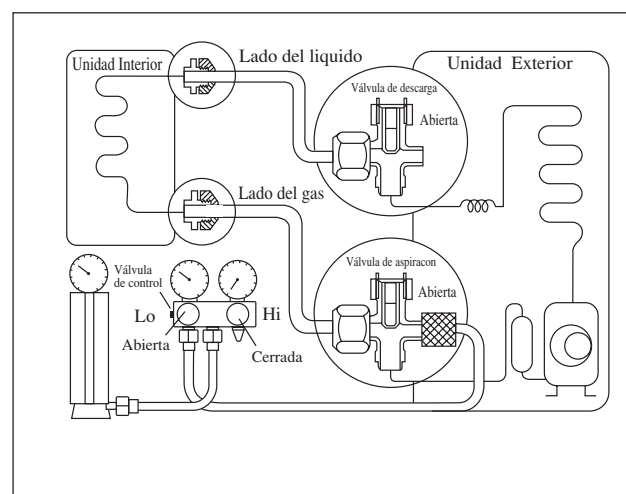 Unidad Interior
Lado del liquido
Unidad Exterior
Válvula de descarga
Abierta
Lado del gas
Válvula de aspiracon
Abierta
Válvula
de control
Lo
Hi
Abierta
Cerrada